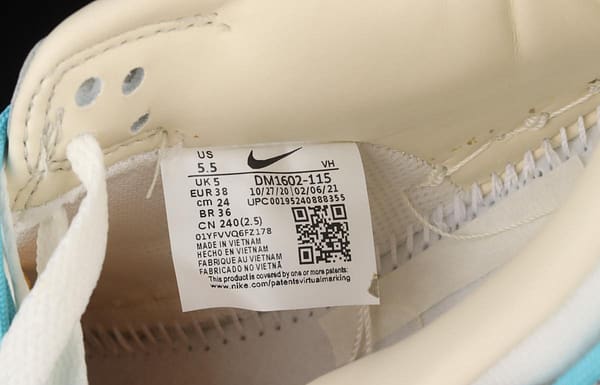 US
5.5
VH
UK 5
DM1602-115
EUR 38
10/27/20 02/06/21
cm 24
UPC00195240888355
BR 36
CN 240(2.5)
01YFVVQ6FZ178
MADE IN VIETNAM
HECHO EN VIETNAM
FABRIQUE AU VIETNAM
FABRICADO NO VIETNÃ
This product is covered by one or more patents:
www.nike.com/patentsvirtualmarking